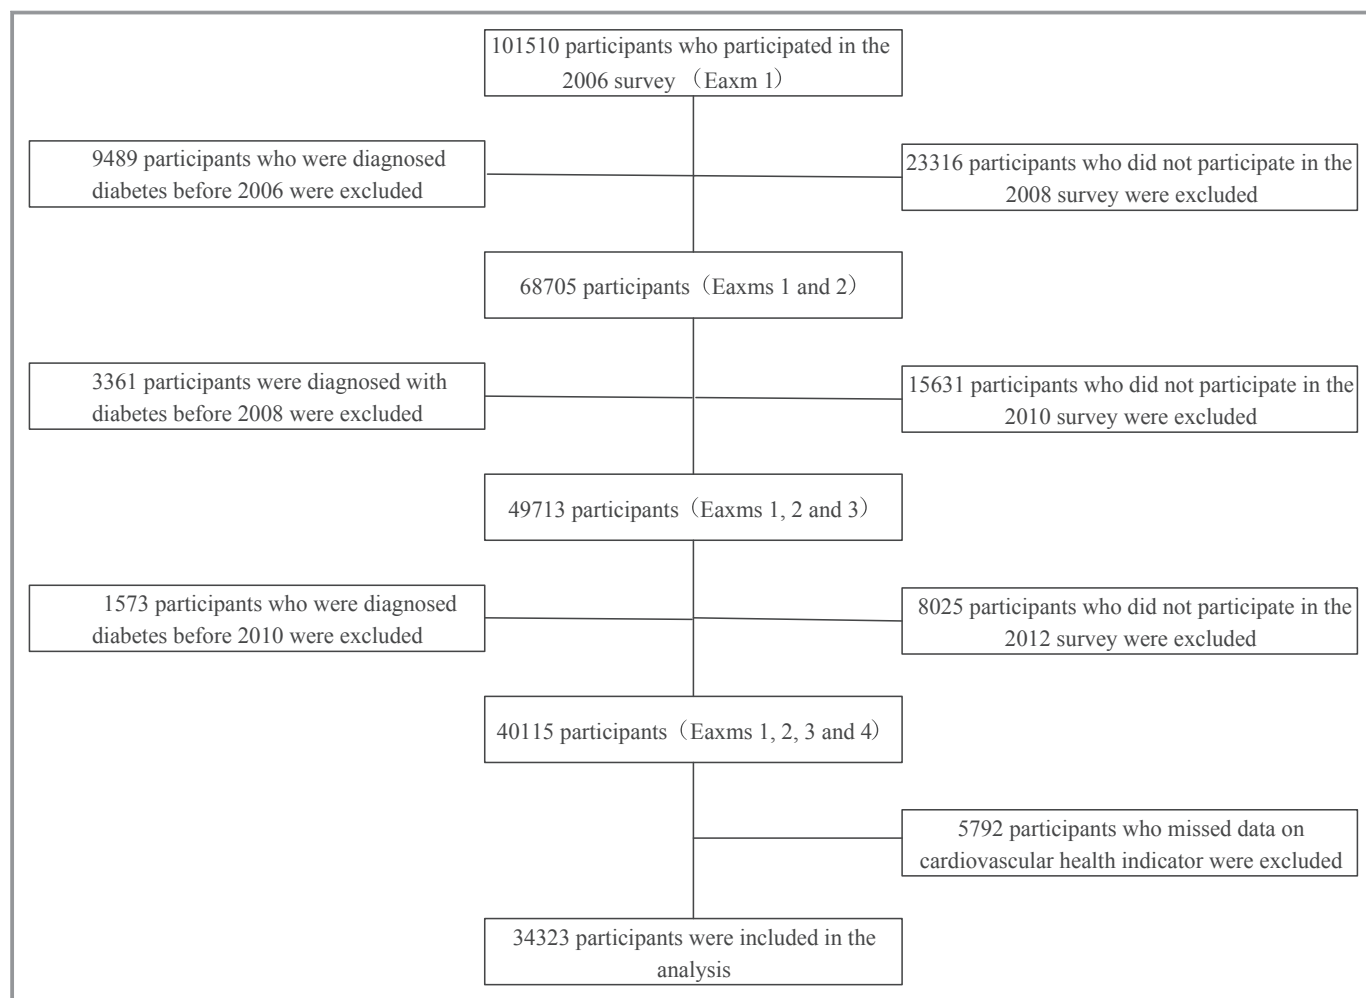 101510 participants who participated in the
2006 survey （Eaxm 1）
9489 participants who were diagnosed
diabetes before 2006 were excluded
23316 participants who did not participate in the
2008 survey were excluded
68705 participants（Eaxms 1 and 2）
3361 participants were diagnosed with
diabetes before 2008 were excluded
15631 participants who did not participate in the
2010 survey were excluded
49713 participants（Eaxms 1, 2 and 3）
1573 participants who were diagnosed
diabetes before 2010 were excluded
8025 participants who did not participate in the
2012 survey were excluded
40115 participants（Eaxms 1, 2, 3 and 4）
5792 participants who missed data on
cardiovascular health indicator were excluded
34323 participants were included in the
analysis